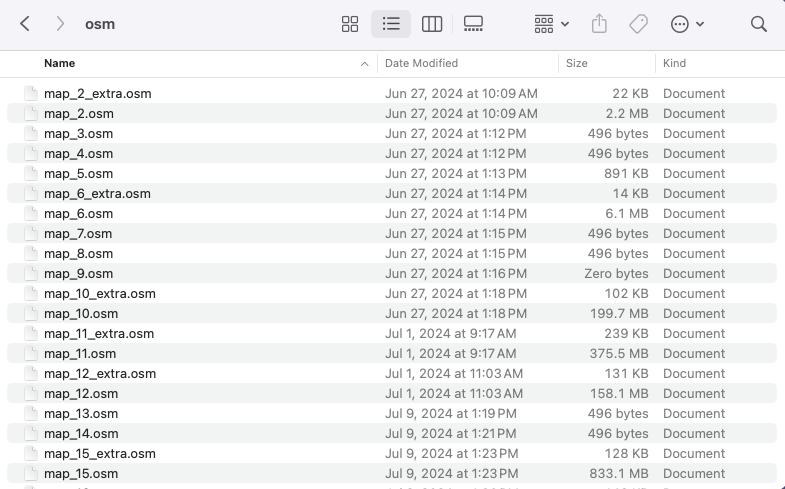 osm
Name Date Modified Size Kind
map_2_extra.osm Jun 27, 2024 at 10:09 AM 22 KB Document
map_2.osm Jun 27, 2024 at 10:09 AM 2.2 MB Document
map_3.osm Jun 27, 2024 at 1:12 PM 496 bytes Document
map_4.osm Jun 27, 2024 at 1:12 PM 496 bytes Document
map_5.osm Jun 27, 2024 at 1:13 PM 891 KB Document
map_6_extra.osm Jun 27, 2024 at 1:14 PM 14 KB Document
map_6.osm Jun 27, 2024 at 1:14 PM 6.1 MB Document
map_7.osm Jun 27, 2024 at 1:15 PM 496 bytes Document
map_8.osm Jun 27, 2024 at 1:15 PM 496 bytes Document
map_9.osm Jun 27, 2024 at 1:16 PM Zero bytes Document
map_10_extra.osm Jun 27, 2024 at 1:18 PM 102 KB Document
map_10.osm Jun 27, 2024 at 1:18 PM 199.7 MB Document
map_11_extra.osm Jul 1, 2024 at 9:17 AM 239 KB Document
map_11.osm Jul 1, 2024 at 9:17 AM 375.5 MB Document
map_12_extra.osm Jul 1, 2024 at 11:03 AM 131 KB Document
map_12.osm Jul 1, 2024 at 11:03 AM 158.1 MB Document
map_13.osm Jul 9, 2024 at 1:19 PM 496 bytes Document
map_14.osm Jul 9, 2024 at 1:21 PM 496 bytes Document
map_15_extra.osm Jul 9, 2024 at 1:23 PM 128 KB Document
map_15.osm Jul 9, 2024 at 1:23 PM 833.1 MB Document